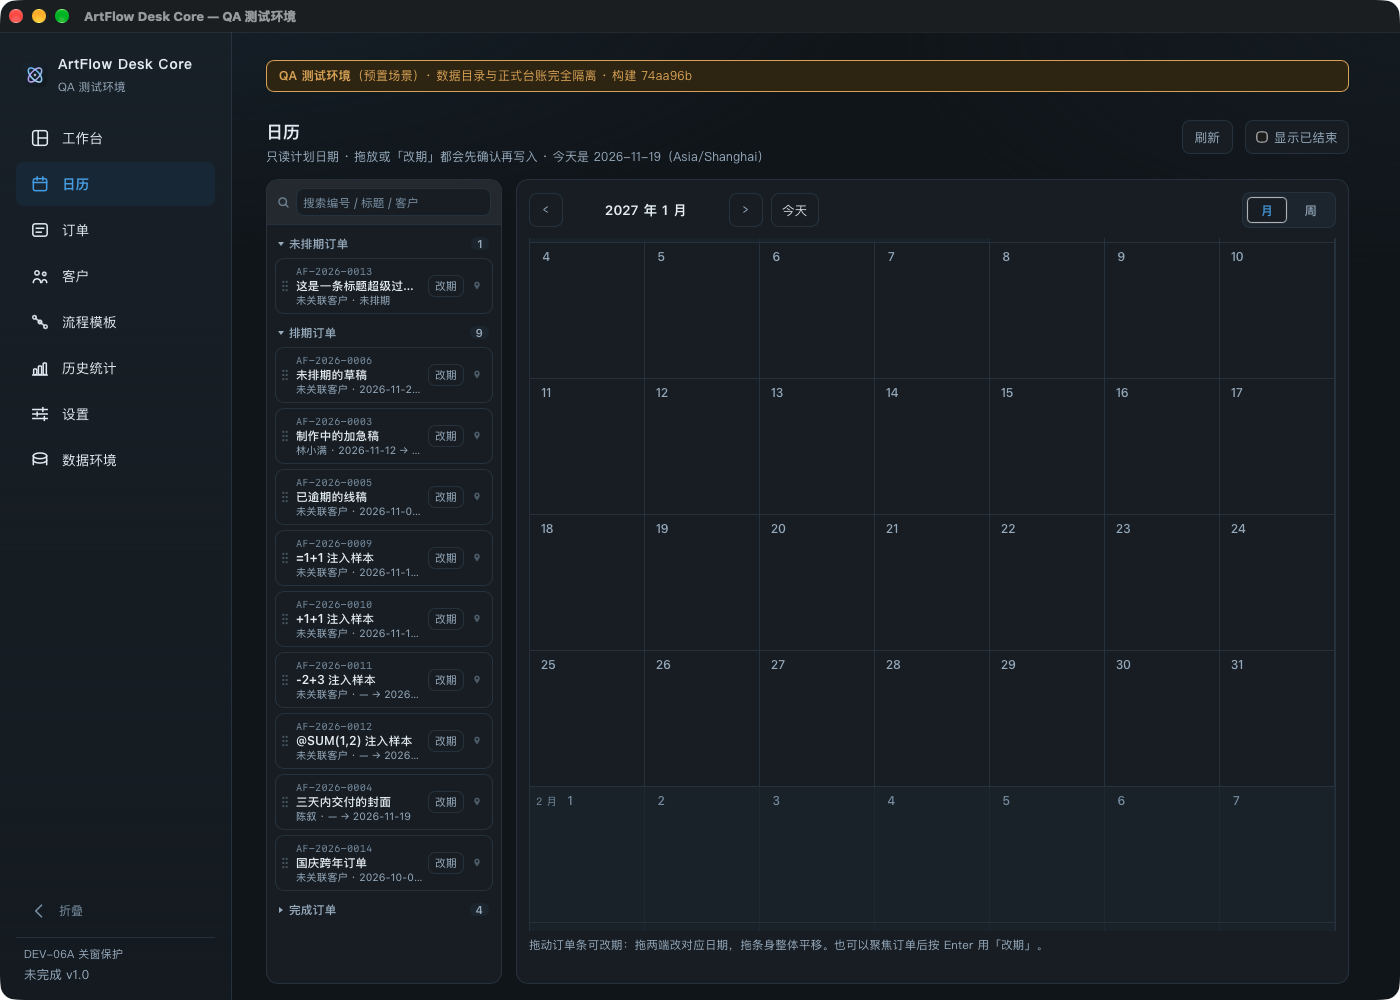 ArtFlow Desk Core — QA 测试环境
ArtFlow Desk Core
QA 测试环境
工作台
日历
订单
客户
流程模板
历史统计
设置
数据环境
折叠
DEV-06A 关窗保护
未完成 v1.0
QA 测试环境（预置场景）· 数据目录与正式台账完全隔离 · 构建 74aa96b
日历
只读计划日期 · 拖放或「改期」都会先确认再写入 · 今天是 2026-11-19（Asia/Shanghai）
刷新
显示已结束
搜索编号 / 标题 / 客户
未排期订单 1
AF-2026-0013
这是一条标题超级过... 改期
未关联客户 · 未排期
排期订单 9
AF-2026-0006
未排期的草稿 改期
未关联客户 · 2026-11-2...
AF-2026-0003
制作中的加急稿 改期
林小满 · 2026-11-12 → ...
AF-2026-0005
已逾期的线稿 改期
未关联客户 · 2026-11-0...
AF-2026-0009
=1+1 注入样本 改期
未关联客户 · 2026-11-1...
AF-2026-0010
+1+1 注入样本 改期
未关联客户 · 2026-11-1...
AF-2026-0011
-2+3 注入样本 改期
未关联客户 · — → 2026...
AF-2026-0012
@SUM(1,2) 注入样本 改期
未关联客户 · — → 2026...
AF-2026-0004
三天内交付的封面 改期
陈叙 · — → 2026-11-19
AF-2026-0014
国庆跨年订单 改期
未关联客户 · 2026-10-0...
完成订单 4
< 2027 年 1 月 > 今天
月 周
4 5 6 7 8 9 10
11 12 13 14 15 16 17
18 19 20 21 22 23 24
25 26 27 28 29 30 31
2 月 1 2 3 4 5 6 7
拖动订单条可改期：拖两端改对应日期，拖条身整体平移。也可以聚焦订单后按 Enter 用「改期」。